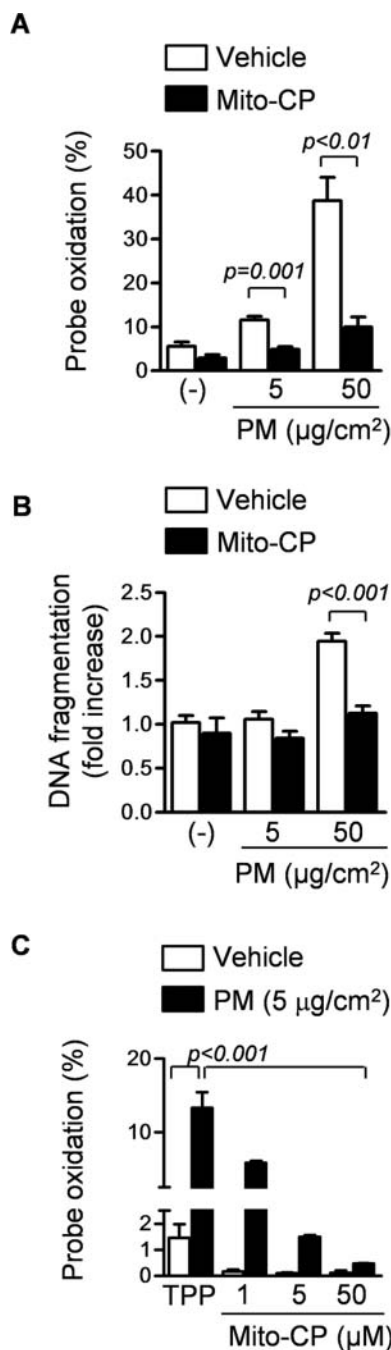 A
Vehicle
Mito-CP
Probe oxidation (%)
50
40
30
20
10
0
p=0.001
p<0.01
(-)
5
50
PM (µg/cm²)
B
Vehicle
Mito-CP
DNA fragmentation
(fold increase)
2.5
2.0
1.5
1.0
0.5
0.0
p<0.001
(-)
5
50
PM (µg/cm²)
C
Vehicle
PM (5 µg/cm²)
Probe oxidation (%)
20
10
2
1
0
p<0.001
TPP
1
5
50
Mito-CP (µM)